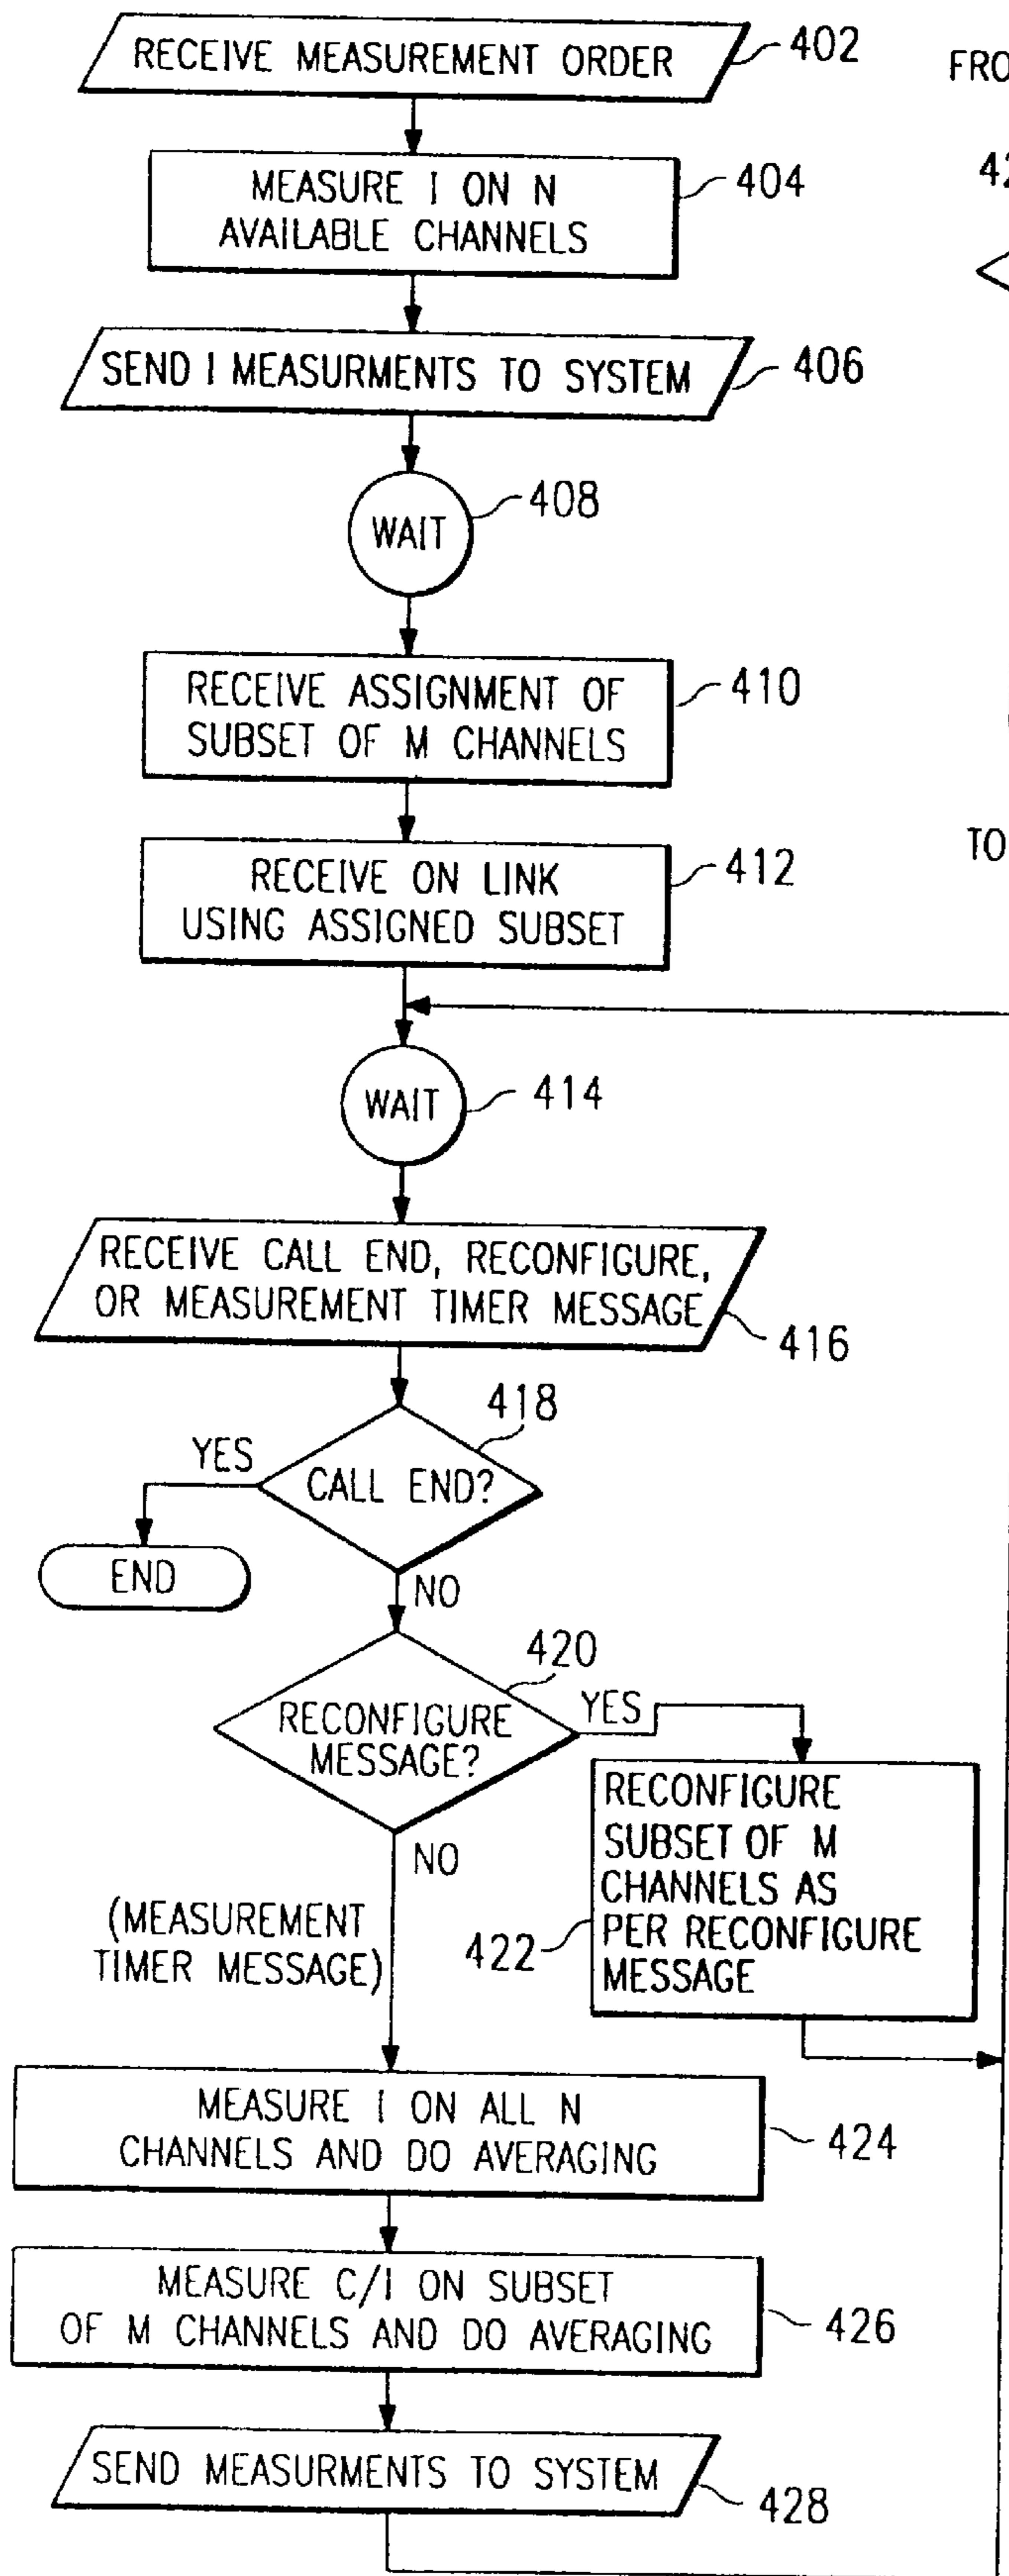 RECEIVE MEASUREMENT ORDER
402
FRO
MEASURE I ON N
AVAILABLE CHANNELS
404
42
SEND I MEASURMENTS TO SYSTEM
406
WAIT
408
RECEIVE ASSIGNMENT OF
SUBSET OF M CHANNELS
410
RECEIVE ON LINK
USING ASSIGNED SUBSET
412
TO
WAIT
414
RECEIVE CALL END, RECONFIGURE,
OR MEASUREMENT TIMER MESSAGE
416
CALL END?
418
YES
END
NO
RECONFIGURE
MESSAGE?
420
YES
RECONFIGURE
SUBSET OF M
CHANNELS AS
PER RECONFIGURE
MESSAGE
422
NO
(MEASUREMENT
TIMER MESSAGE)
MEASURE I ON ALL N
CHANNELS AND DO AVERAGING
424
MEASURE C/I ON SUBSET
OF M CHANNELS AND DO AVERAGING
426
SEND MEASURMENTS TO SYSTEM
428